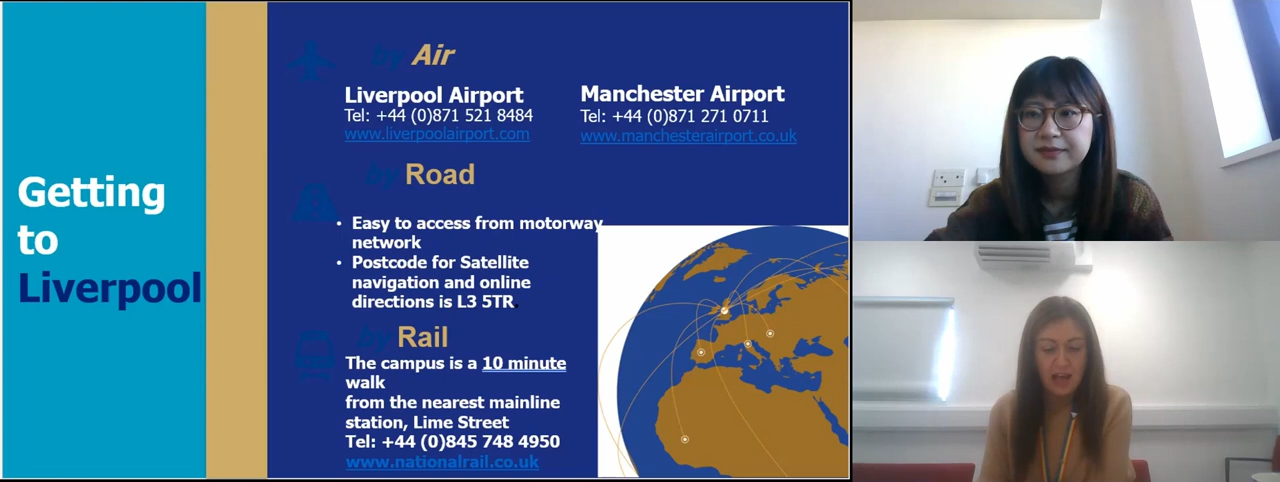 Getting
to
Liverpool
by Air
Liverpool Airport
Tel: +44 (0)871 521 8484
www.liverpoolairport.com
Manchester Airport
Tel: +44 (0)871 271 0711
www.manchesterairport.co.uk
by Road
• Easy to access from motorway
network
• Postcode for Satellite
navigation and online
directions is L3 5TR.
by Rail
The campus is a 10 minute
walk
from the nearest mainline
station, Lime Street
Tel: +44 (0)845 748 4950
www.nationalrail.co.uk